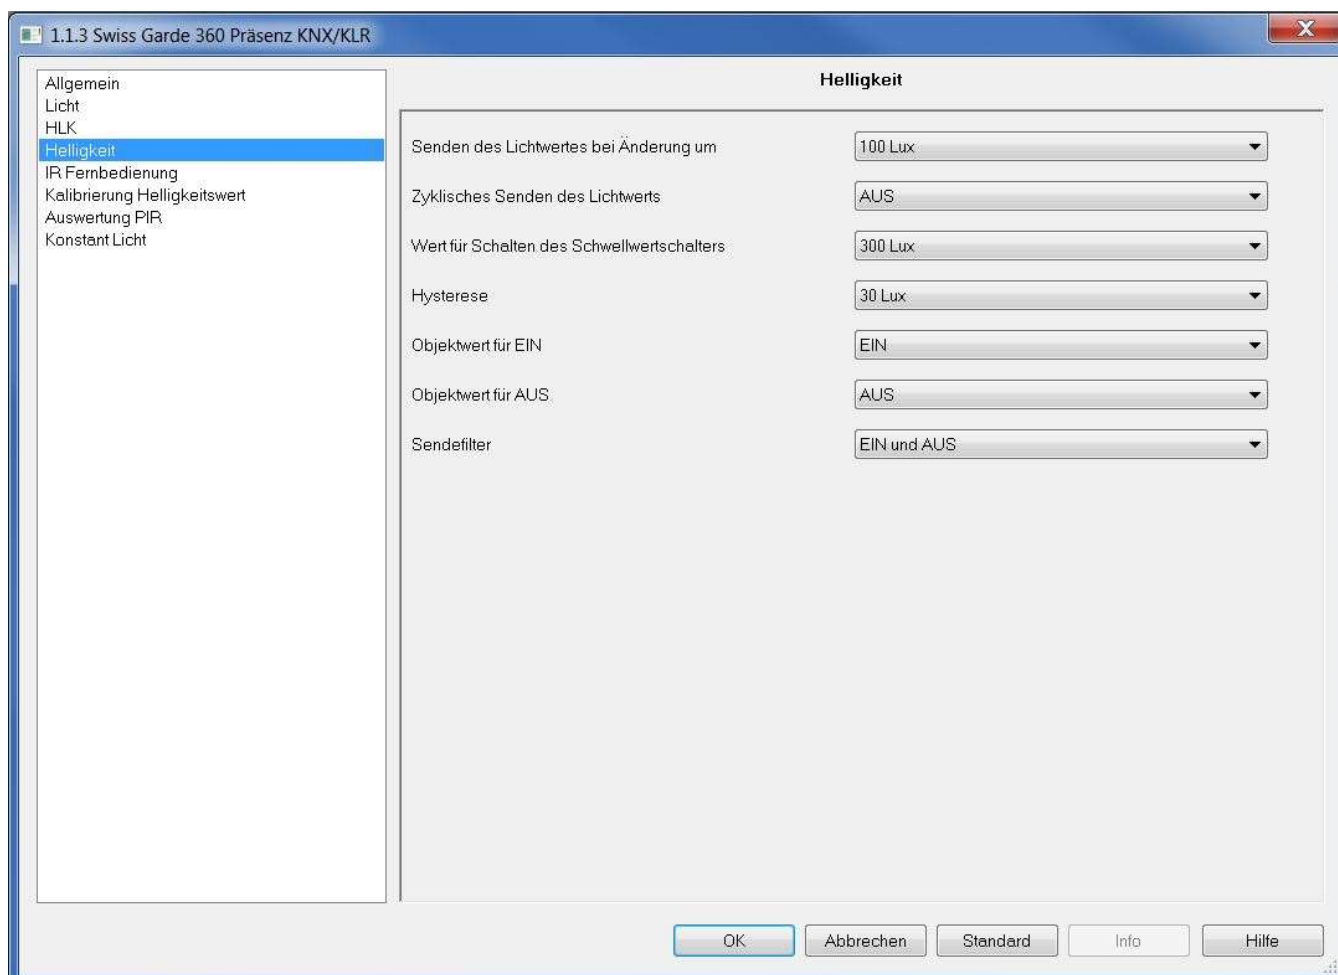 1.1.3 Swiss Garde 360 Präsenz KNX/KLR
Allgemein
Licht
HLK
Helligkeit
IR Fernbedienung
Kalibrierung Helligkeitswert
Auswertung PIR
Konstant Licht
Helligkeit
Senden des Lichtwertes bei Änderung um
100 Lux
Zyklisches Senden des Lichtwerts
AUS
Wert für Schalten des Schwellwertschalters
300 Lux
Hysterese
30 Lux
Objektwert für EIN
EIN
Objektwert für AUS
AUS
Sendefilter
EIN und AUS
OK
Abbrechen
Standard
Info
Hilfe